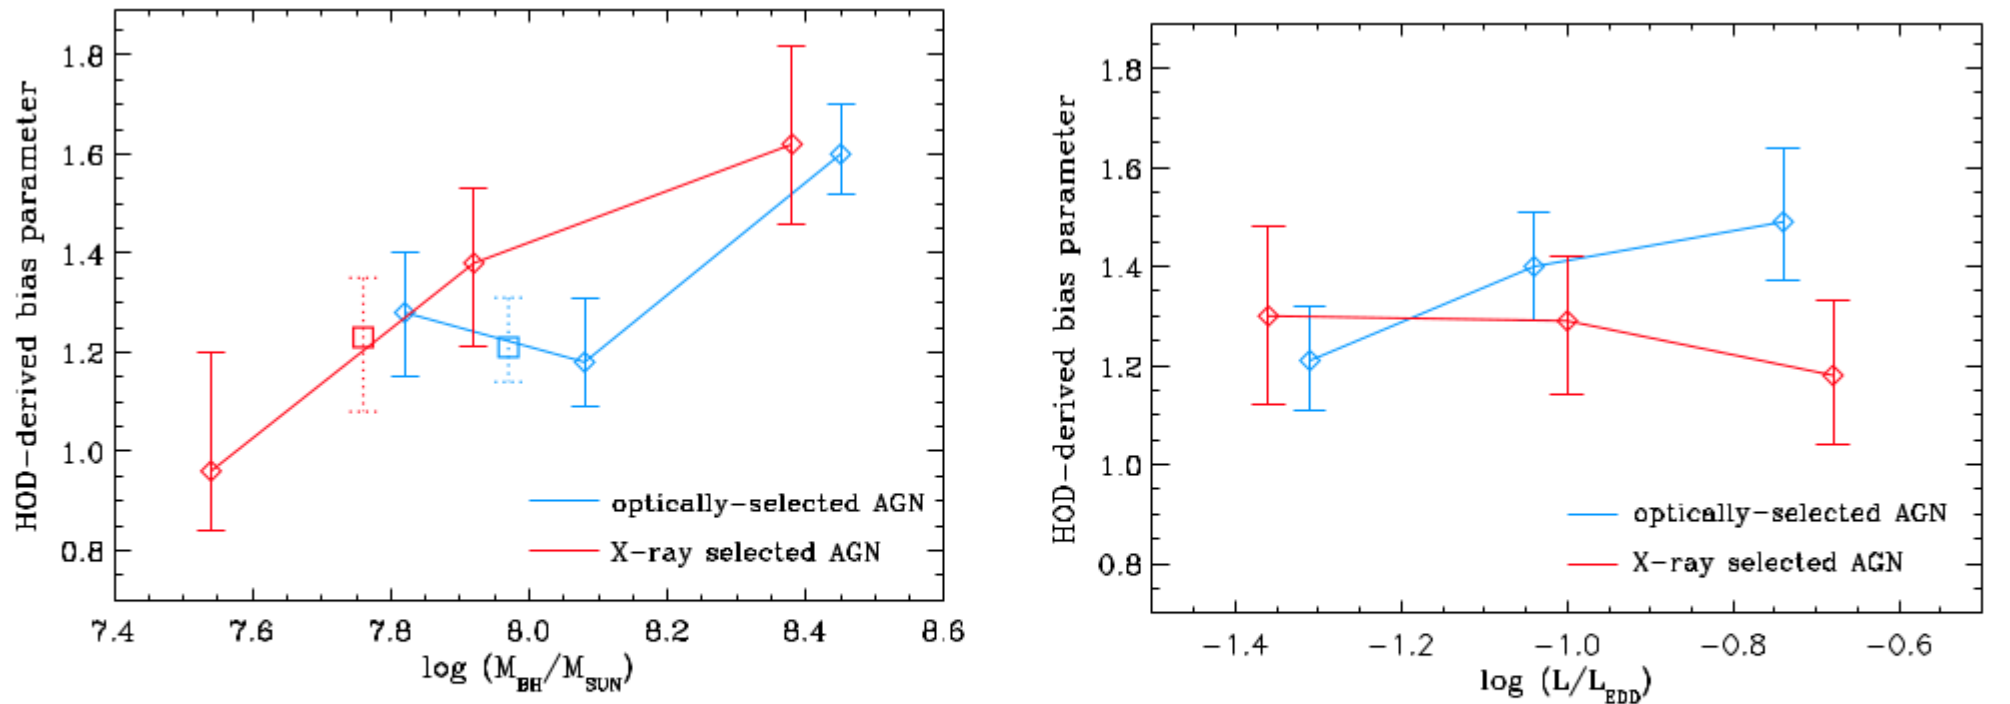 HOD-derived bias parameter
1.8
1.6
1.4
1.2
1.0
0.8
optically-selected AGN
X-ray selected AGN
7.4 7.6 7.8 8.0 8.2 8.4 8.6
log (M_BH/M_SUN)
HOD-derived bias parameter
1.8
1.6
1.4
1.2
1.0
0.8
optically-selected AGN
X-ray selected AGN
-1.4 -1.2 -1.0 -0.8 -0.6
log (L/L_EDD)